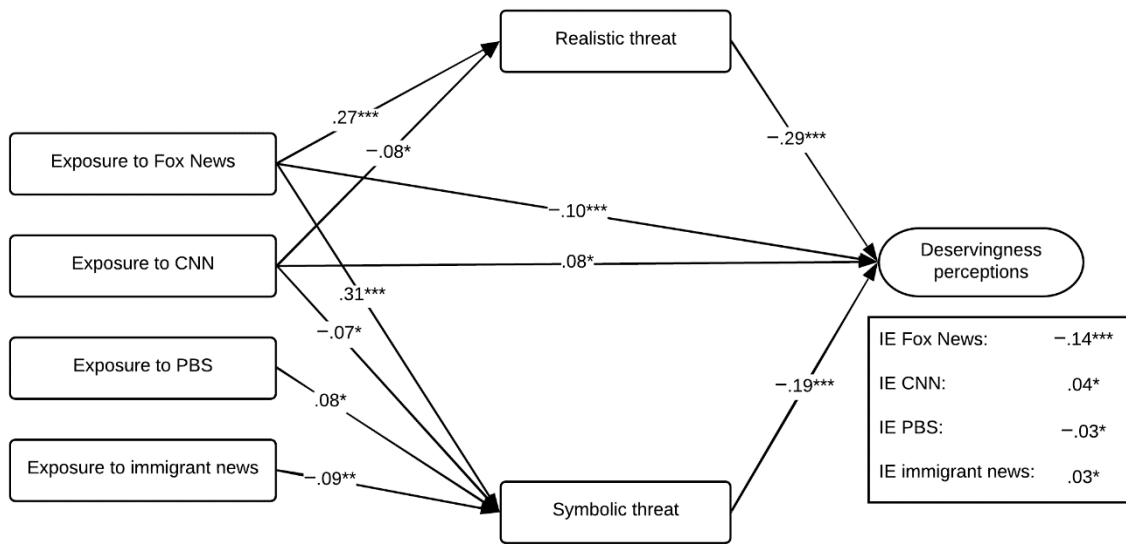 Realistic threat
.27***
−.08*
−.29***
Exposure to Fox News
−.10***
Exposure to CNN
.08*
Deservingness
perceptions
.31***
−.07*
Exposure to PBS
.08*
−.19***
Exposure to immigrant news
−.09**
Symbolic threat
IE Fox News: −.14***
IE CNN: .04*
IE PBS: −.03*
IE immigrant news: .03*